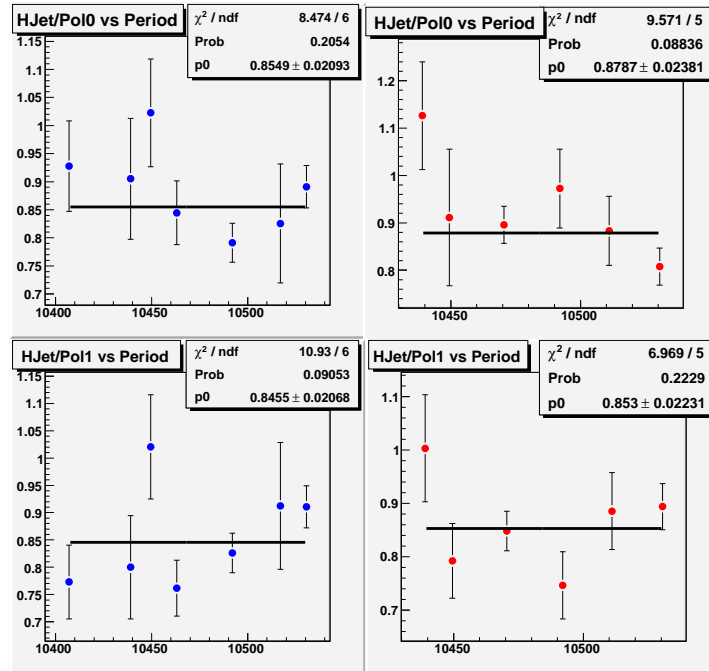 HJet/Pol0 vs Period
χ² / ndf 8.474 / 6
Prob 0.2054
p0 0.8549 ± 0.02093
1.15
1.1
1.05
1
0.95
0.9
0.85
0.8
0.75
0.7
10400 10450 10500
HJet/Pol0 vs Period
χ² / ndf 9.571 / 5
Prob 0.08836
p0 0.8787 ± 0.02381
1.2
1.1
1
0.9
0.8
10450 10500
HJet/Pol1 vs Period
χ² / ndf 10.93 / 6
Prob 0.09053
p0 0.8455 ± 0.02068
1.15
1.1
1.05
1
0.95
0.9
0.85
0.8
0.75
0.7
10400 10450 10500
HJet/Pol1 vs Period
χ² / ndf 6.969 / 5
Prob 0.2229
p0 0.853 ± 0.02231
1.1
1
0.9
0.8
0.7
10450 10500